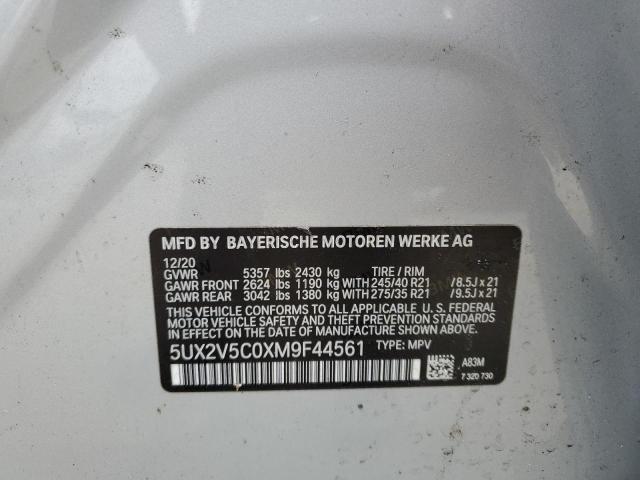 MFD BY BAYERISCHE MOTOREN WERKE AG
12/20
GVWR 5357 lbs 2430 kg TIRE / RIM
GAWR FRONT 2624 lbs 1190 kg WITH 245/40 R21 /8.5J x 21
GAWR REAR 3042 lbs 1380 kg WITH 275/35 R21 /9.5J x 21
THIS VEHICLE CONFORMS TO ALL APPLICABLE U. S. FEDERAL
MOTOR VEHICLE SAFETY, BUMPER, AND THEFT PREVENTION
STANDARDS IN EFFECT ON THE DATE OF MANUFACTURE SHOWN ABOVE.
5UX2V5C0XM9F44561 TYPE: MPV
A83M
7 320 730